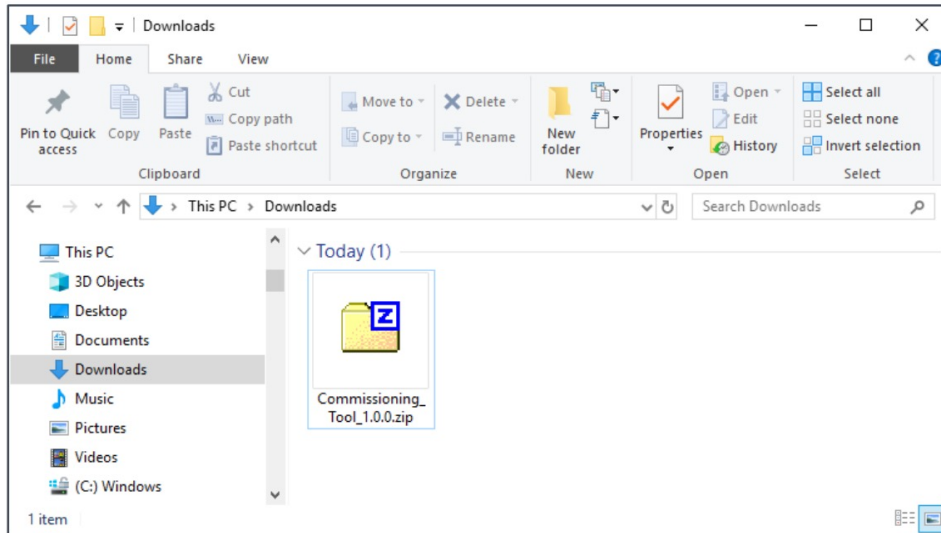 Downloads
File Home Share View
Pin to Quick access
Copy
Paste
Cut
Copy path
Paste shortcut
Clipboard
Move to
Copy to
Delete
Rename
Organize
New folder
New
Properties
Open
Edit
History
Open
Select all
Select none
Invert selection
Select
This PC > Downloads
Search Downloads
This PC
3D Objects
Desktop
Documents
Downloads
Music
Pictures
Videos
(C:) Windows
Today (1)
Z
Commissioning_
Tool_1.0.0.zip
1 item